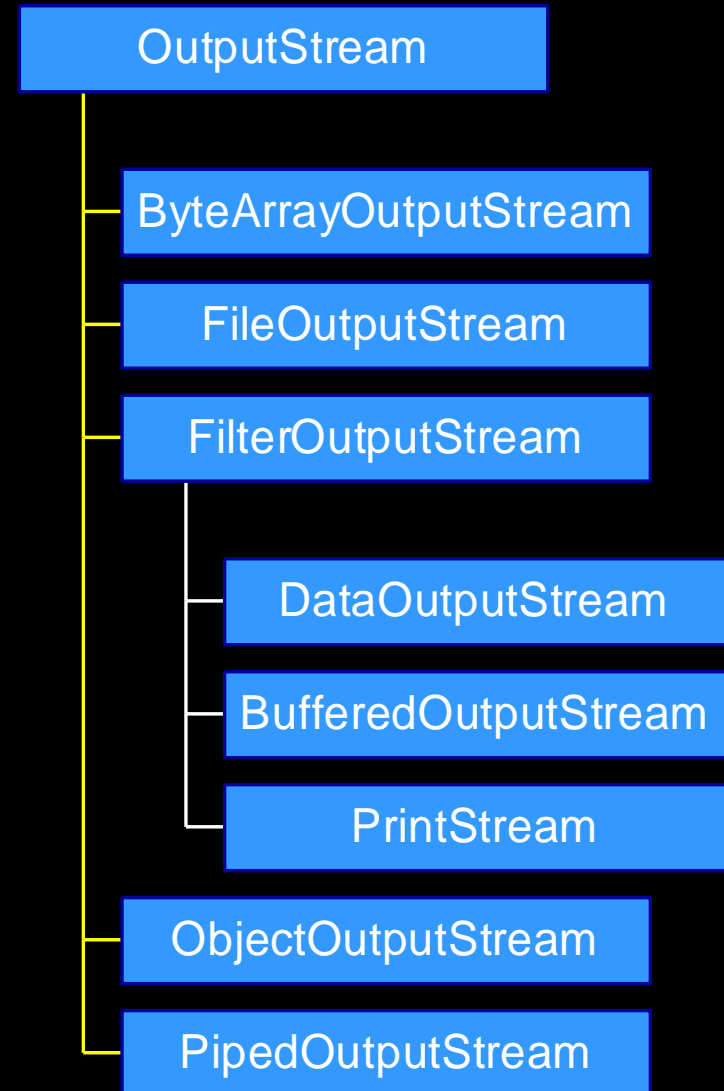 OutputStream
ByteArrayOutputStream
FileOutputStream
FilterOutputStream
DataOutputStream
BufferedOutputStream
PrintStream
ObjectOutputStream
PipedOutputStream